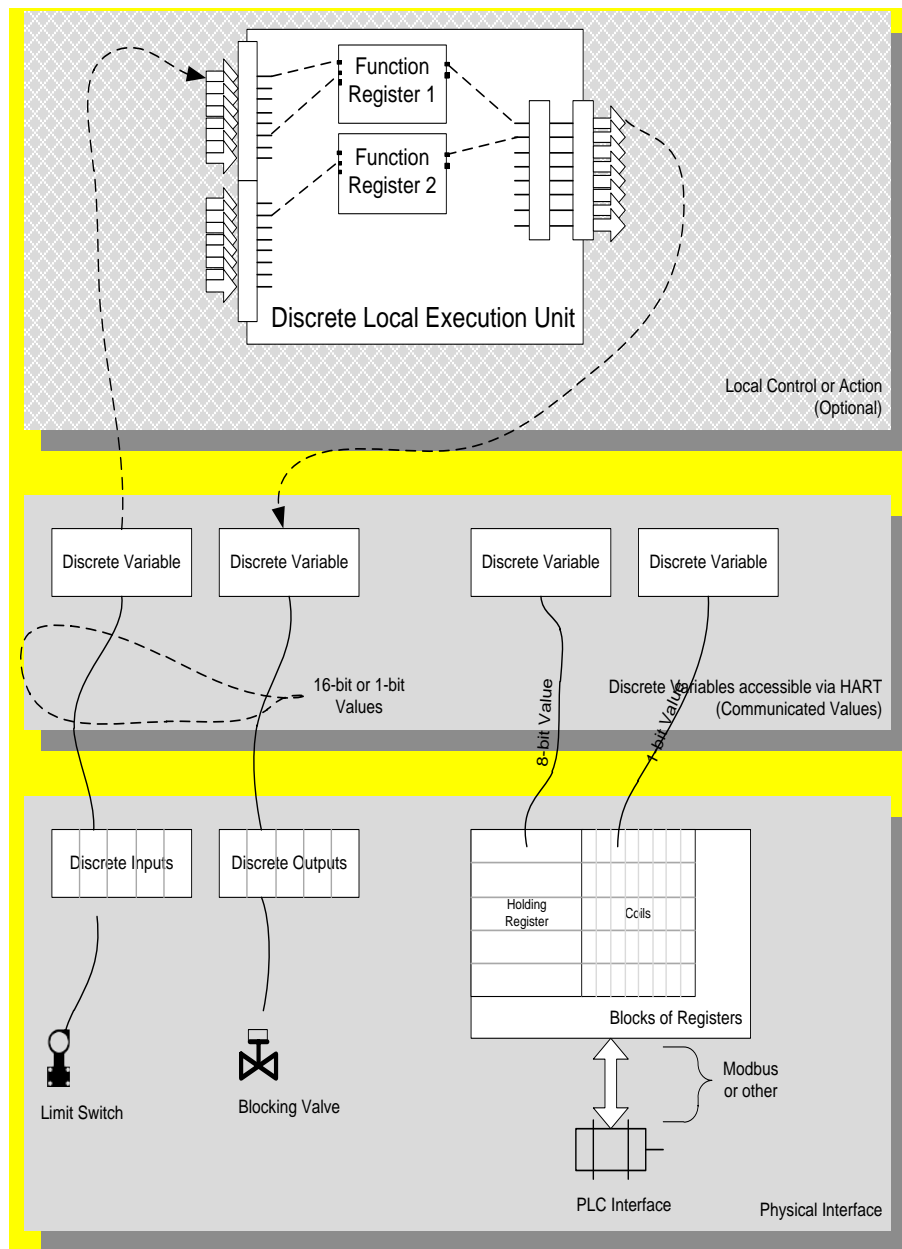 Function
Register 1
Function
Register 2
Discrete Local Execution Unit
Local Control or Action
(Optional)
Discrete Variable
Discrete Variable
Discrete Variable
Discrete Variable
16-bit or 1-bit
Values
8-bit Value
1-bit Value
Discrete Variables accessible via HART
(Communicated Values)
Discrete Inputs
Discrete Outputs
Holding
Register
Coils
Blocks of Registers
Modbus
or other
Limit Switch
Blocking Valve
PLC Interface
Physical Interface